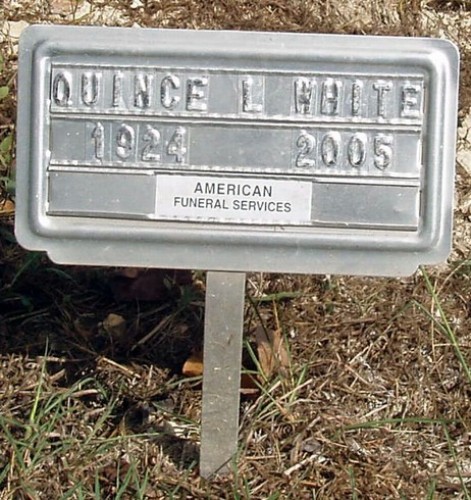 QUINCE L WHITE
1924 2005
AMERICAN
FUNERAL SERVICES